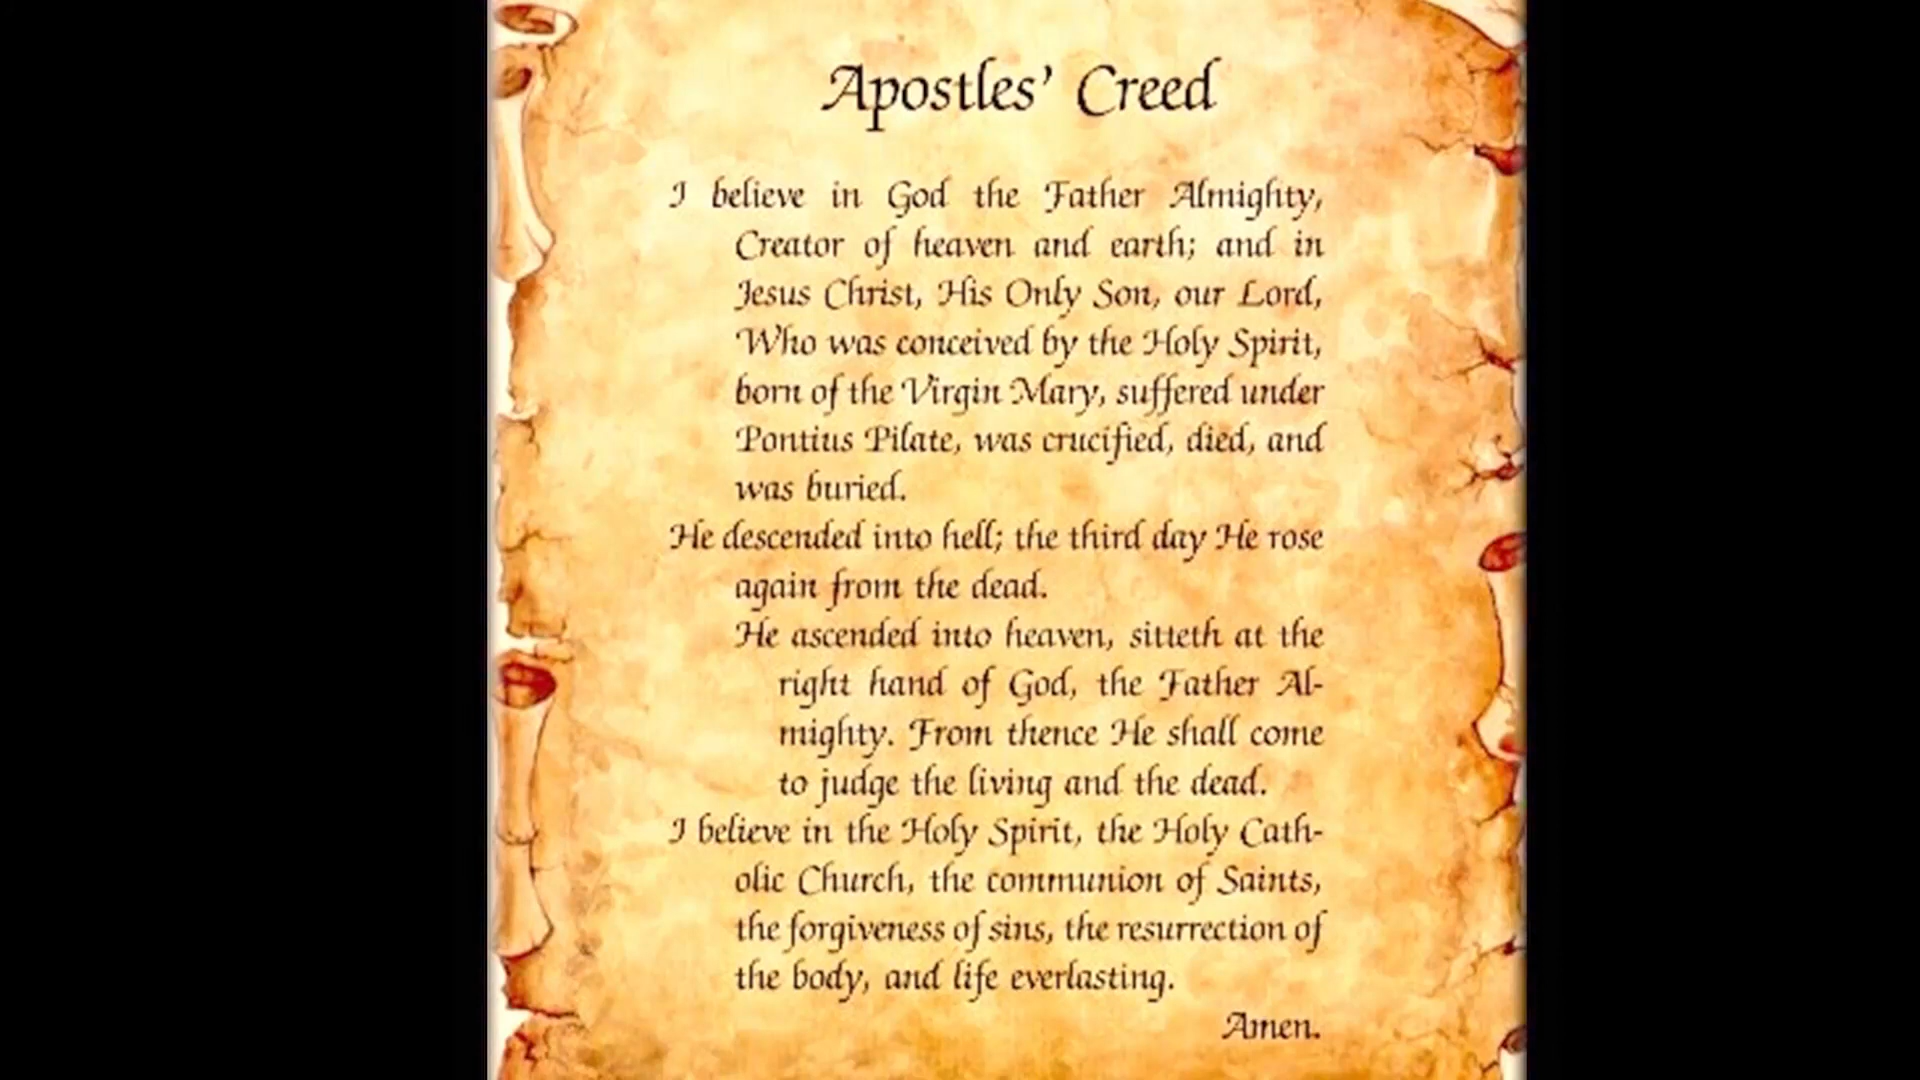 Apostles' Creed
I believe in God the Father Almighty,
Creator of heaven and earth; and in
Jesus Christ, His Only Son, our Lord,
Who was conceived by the Holy Spirit,
born of the Virgin Mary, suffered under
Pontius Pilate, was crucified, died, and
was buried.
He descended into hell; the third day He rose
again from the dead.
He ascended into heaven, sitteth at the
right hand of God, the Father Al-
mighty. From thence He shall come
to judge the living and the dead.
I believe in the Holy Spirit, the Holy Cath-
olic Church, the communion of Saints,
the forgiveness of sins, the resurrection of
the body, and life everlasting.
Amen.